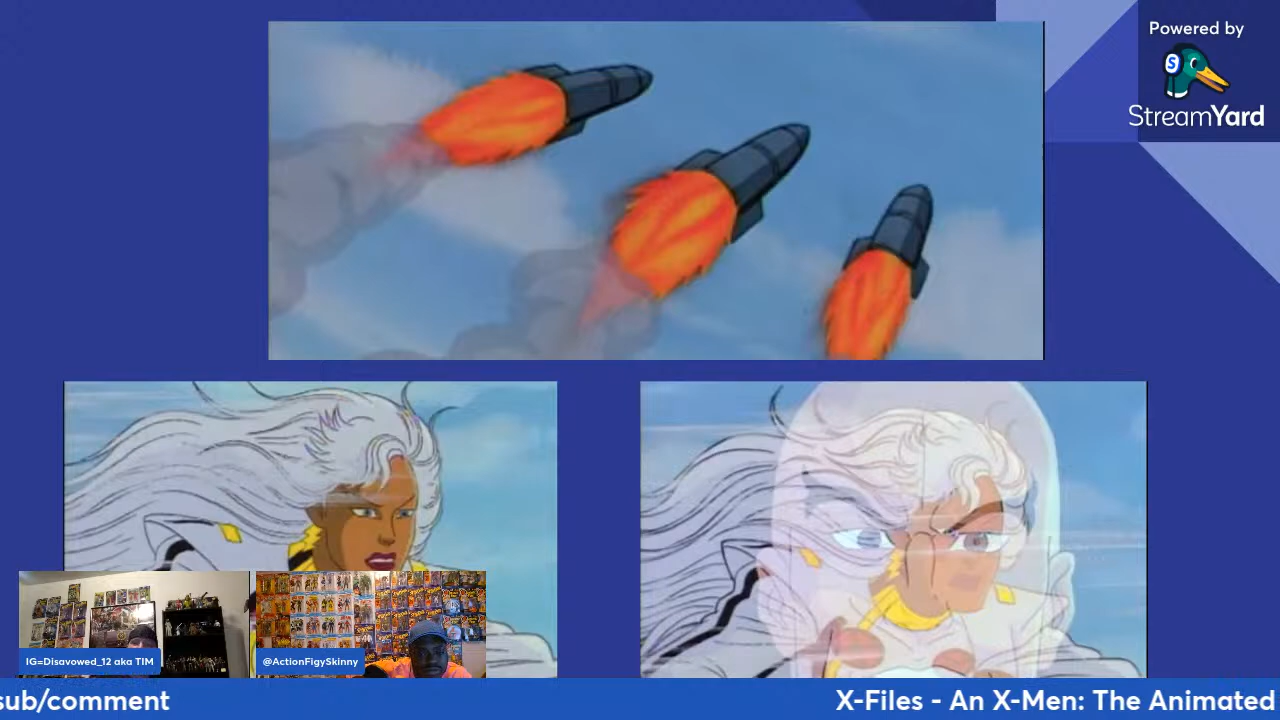 Powered by
S
StreamYard
IG=Disavowed_12 aka TIM
@ActionFigySkinny
sub/comment
X-Files - An X-Men: The Animated